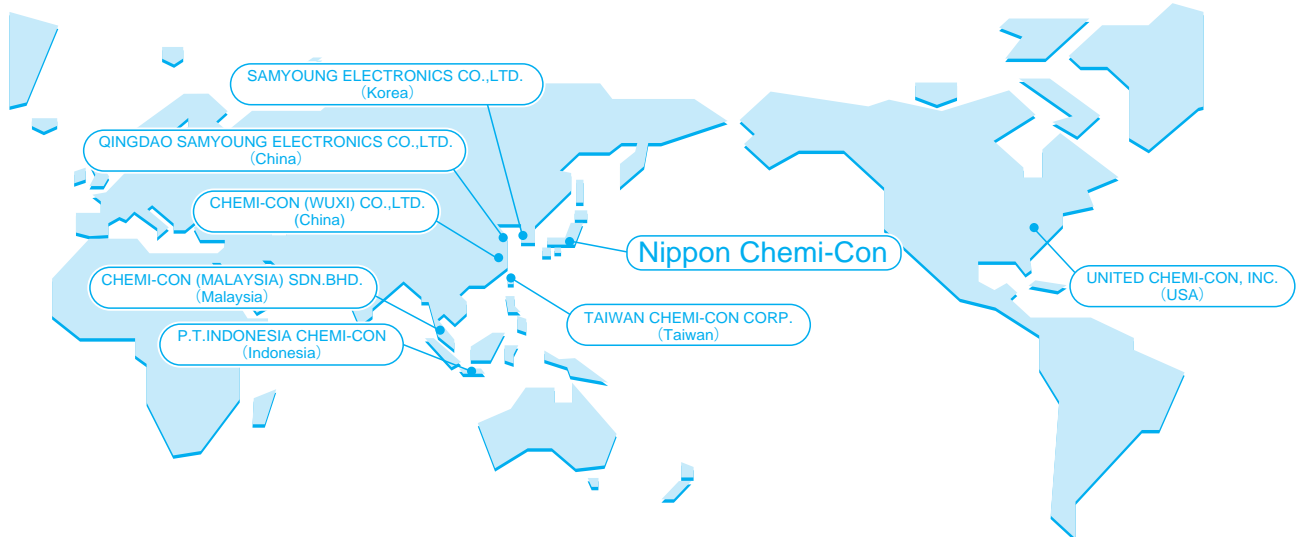 SAMYOUNG ELECTRONICS CO.,LTD.
（Korea）
QINGDAO SAMYOUNG ELECTRONICS CO.,LTD.
（China）
CHEMI-CON (WUXI) CO.,LTD.
(China)
Nippon Chemi-Con
CHEMI-CON (MALAYSIA) SDN.BHD.
（Malaysia）
UNITED CHEMI-CON, INC.
（USA）
TAIWAN CHEMI-CON CORP.
（Taiwan）
P.T.INDONESIA CHEMI-CON
（Indonesia）